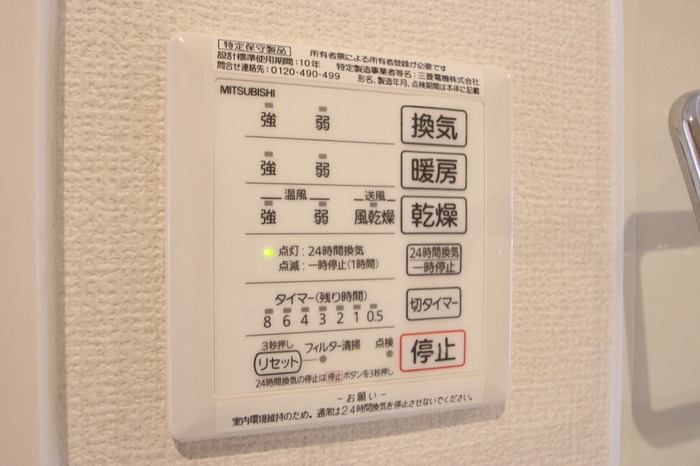 特定保守製品 所有者票による所有者登録が必要です
設計標準使用期間:10年 特定製造事業者等名:三菱電機株式会社
問合せ連絡先:0120-490-499 形名、製造年月、点検期間は本体に記載
MITSUBISHI
強 弱 換気
強 弱 暖房
温風 送風
強 弱 風乾燥 乾燥
点灯:24時間換気
点滅:一時停止(1時間)
24時間換気
一時停止
タイマー(残り時間)
8 6 4 3 2 1 0.5
切タイマー
3秒押し
リセット フィルター清掃 点検
停止
24時間換気の停止は停止ボタンを3秒押し
-お願い-
室内環境維持のため、通常は24時間換気を停止させないでください。